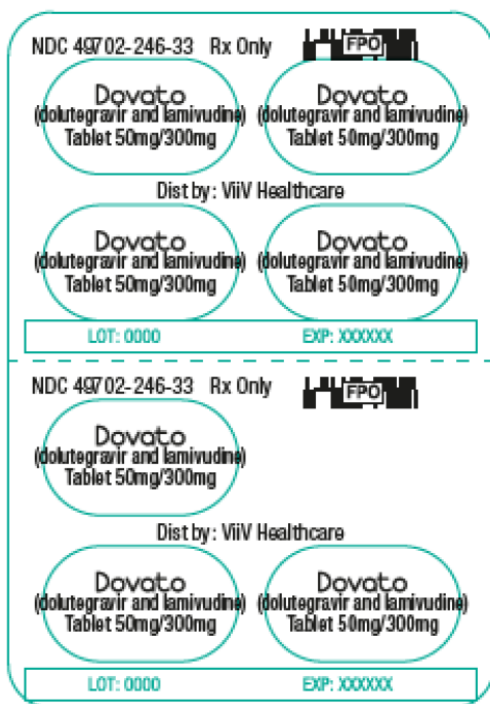 NDC 49702-246-33 Rx Only FPO
Dovato Dovato
(dolutegravir and lamivudine) (dolutegravir and lamivudine)
Tablet 50mg/300mg Tablet 50mg/300mg
Dist by: ViiV Healthcare
Dovato Dovato
(dolutegravir and lamivudine) (dolutegravir and lamivudine)
Tablet 50mg/300mg Tablet 50mg/300mg
LOT: 0000 EXP: XXXXXX
NDC 49702-246-33 Rx Only FPO
Dovato
(dolutegravir and lamivudine)
Tablet 50mg/300mg
Dist by: ViiV Healthcare
Dovato Dovato
(dolutegravir and lamivudine) (dolutegravir and lamivudine)
Tablet 50mg/300mg Tablet 50mg/300mg
LOT: 0000 EXP: XXXXXX